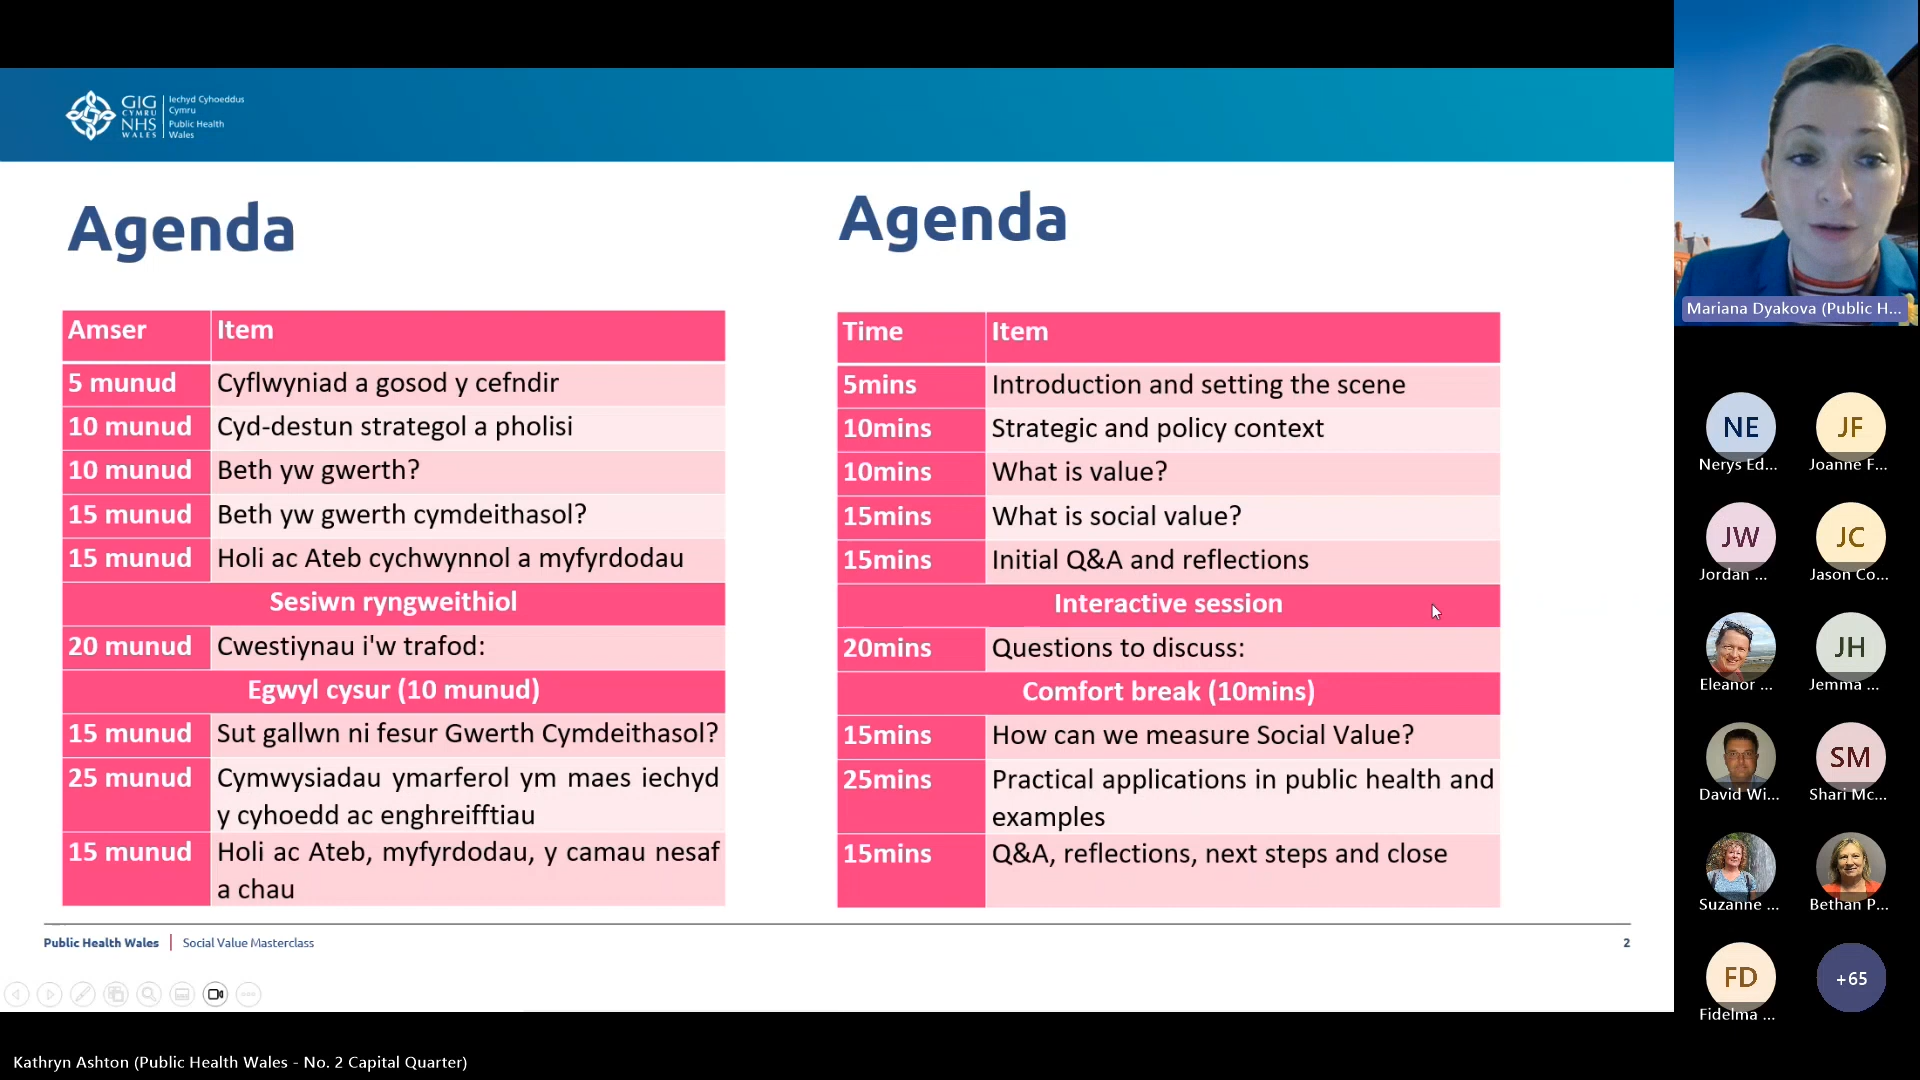 GIG
CYMRU
NHS
WALES
Iechyd Cyhoeddus
Cymru
Public Health
Wales
Agenda
Amser Item
5 munud Cyflwyniad a gosod y cefndir
10 munud Cyd-destun strategol a pholisi
10 munud Beth yw gwerth?
15 munud Beth yw gwerth cymdeithasol?
15 munud Holi ac Ateb cychwynnol a myfyrdodau
Sesiwn ryngweithiol
20 munud Cwestiynau i'w trafod:
Egwyl cysur (10 munud)
15 munud Sut gallwn ni fesur Gwerth Cymdeithasol?
25 munud Cymwysiadau ymarferol ym maes iechyd
y cyhoedd ac enghreifftiau
15 munud Holi ac Ateb, myfyrdodau, y camau nesaf
a chau
Agenda
Time Item
5mins Introduction and setting the scene
10mins Strategic and policy context
10mins What is value?
15mins What is social value?
15mins Initial Q&A and reflections
Interactive session
20mins Questions to discuss:
Comfort break (10mins)
15mins How can we measure Social Value?
25mins Practical applications in public health and
examples
15mins Q&A, reflections, next steps and close
Public Health Wales | Social Value Masterclass 2
Mariana Dyakova (Public H...
NE JF
Nerys Ed... Joanne F...
JW JC
Jordan ... Jason Co...
JH
Eleanor ... Jemma ...
SM
David Wi... Shari Mc...
Suzanne ... Bethan P...
FD +65
Fidelma ...
Kathryn Ashton (Public Health Wales - No. 2 Capital Quarter)